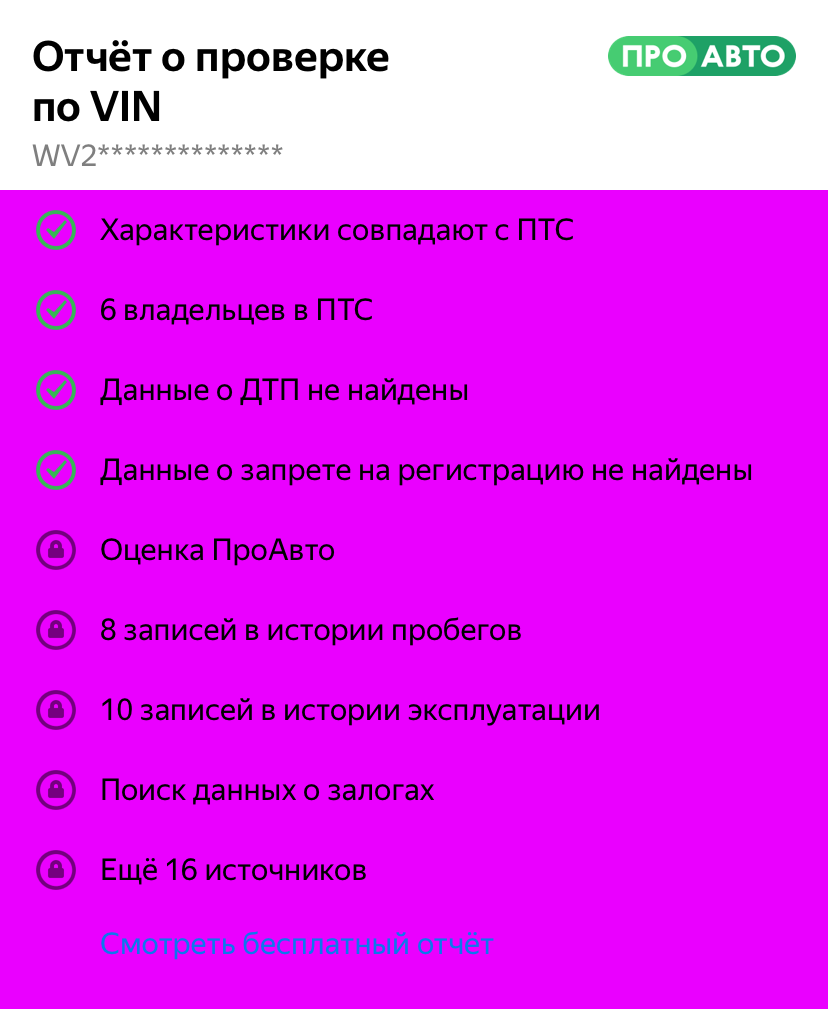 Отчёт о проверке
по VIN
ПРО АВТО
WV2**************
Характеристики совпадают с ПТС
6 владельцев в ПТС
Данные о ДТП не найдены
Данные о запрете на регистрацию не найдены
Оценка ПроАвто
8 записей в истории пробегов
10 записей в истории эксплуатации
Поиск данных о залогах
Ещё 16 источников
Смотреть бесплатный отчёт